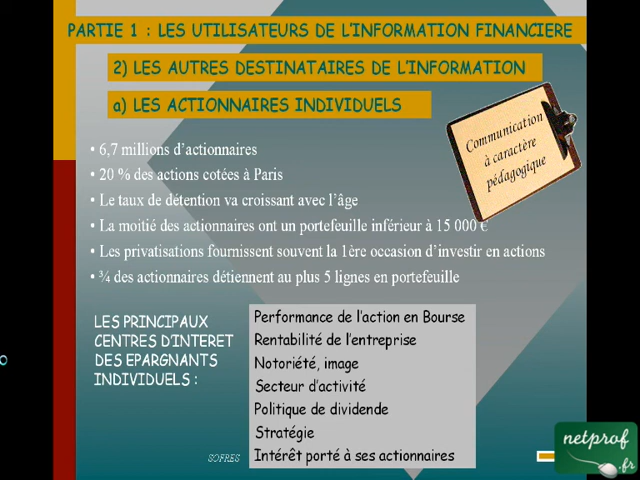 PARTIE 1 : LES UTILISATEURS DE L'INFORMATION FINANCIERE
2) LES AUTRES DESTINATAIRES DE L'INFORMATION
a) LES ACTIONNAIRES INDIVIDUELS
Communication
à caractère
pédagogique
• 6,7 millions d'actionnaires
• 20 % des actions cotées à Paris
• Le taux de détention va croissant avec l'âge
• La moitié des actionnaires ont un portefeuille inférieur à 15 000 €
• Les privatisations fournissent souvent la 1ère occasion d'investir en actions
• ¾ des actionnaires détiennent au plus 5 lignes en portefeuille
LES PRINCIPAUX
CENTRES D'INTERET
DES EPARGNANTS
INDIVIDUELS :
Performance de l'action en Bourse
Rentabilité de l'entreprise
Notoriété, image
Secteur d'activité
Politique de dividende
Stratégie
Intérêt porté à ses actionnaires
SOFRES
netprof
.fr